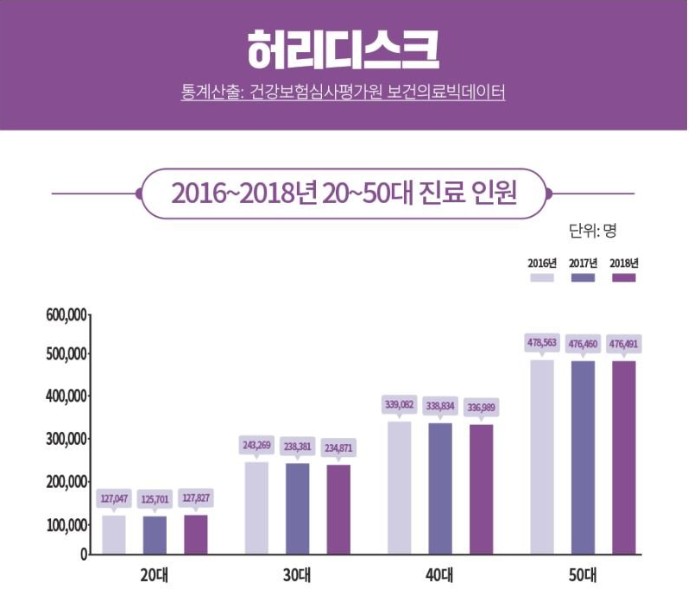 허리디스크
통계산출: 건강보험심사평가원 보건의료빅데이터
2016~2018년 20~50대 진료 인원
단위: 명
2016년 2017년 2018년
600,000
500,000
400,000
300,000
200,000
100,000
0
127,047 125,701 127,827
243,269 238,381 234,871
339,082 338,834 336,989
478,563 476,460 476,491
20대 30대 40대 50대